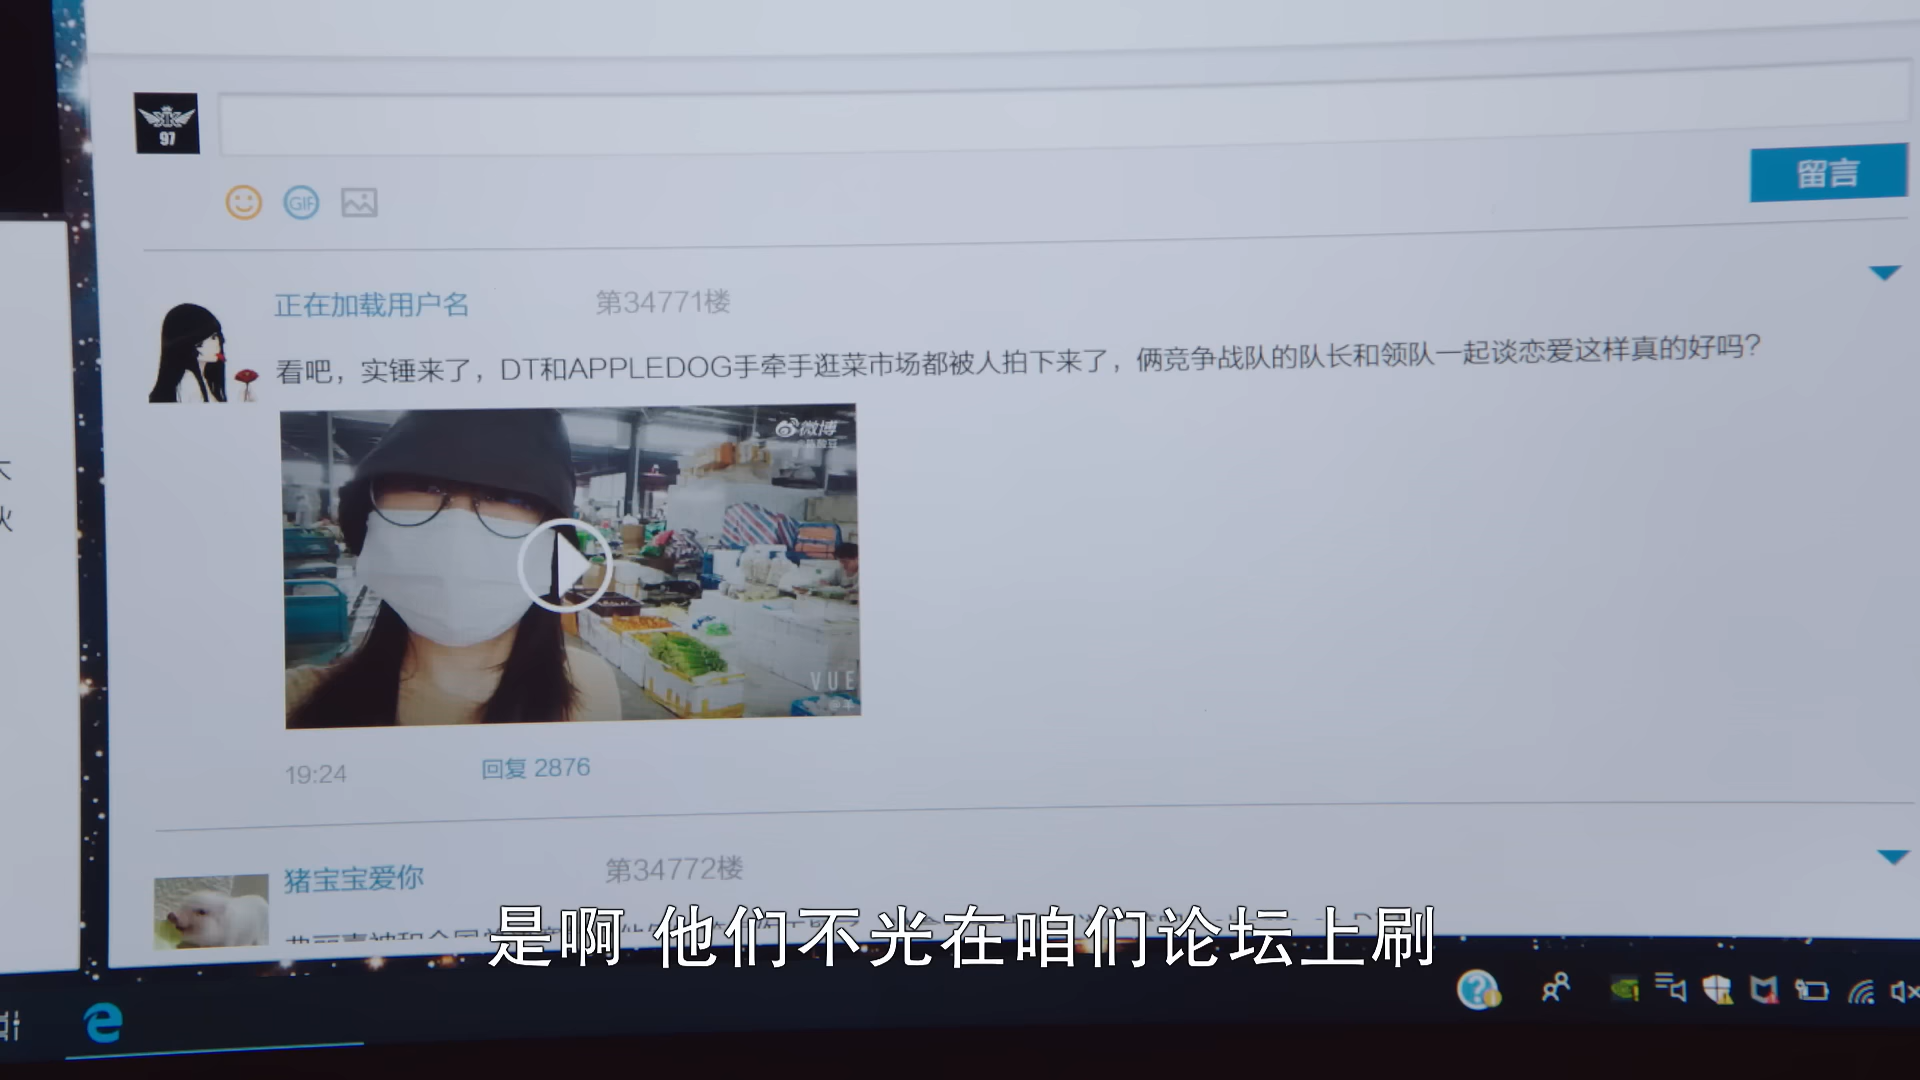 97
GIF
留言
正在加载用户名 第34771楼
看吧，实锤来了，DT和APPLEDOG手牵手逛菜市场都被人拍下来了，俩竞争战队的队长和领队一起谈恋爱这样真的好吗？
微博
VUE
19:24 回复 2876
猪宝宝爱你 第34772楼
是啊 他们不光在咱们论坛上刷